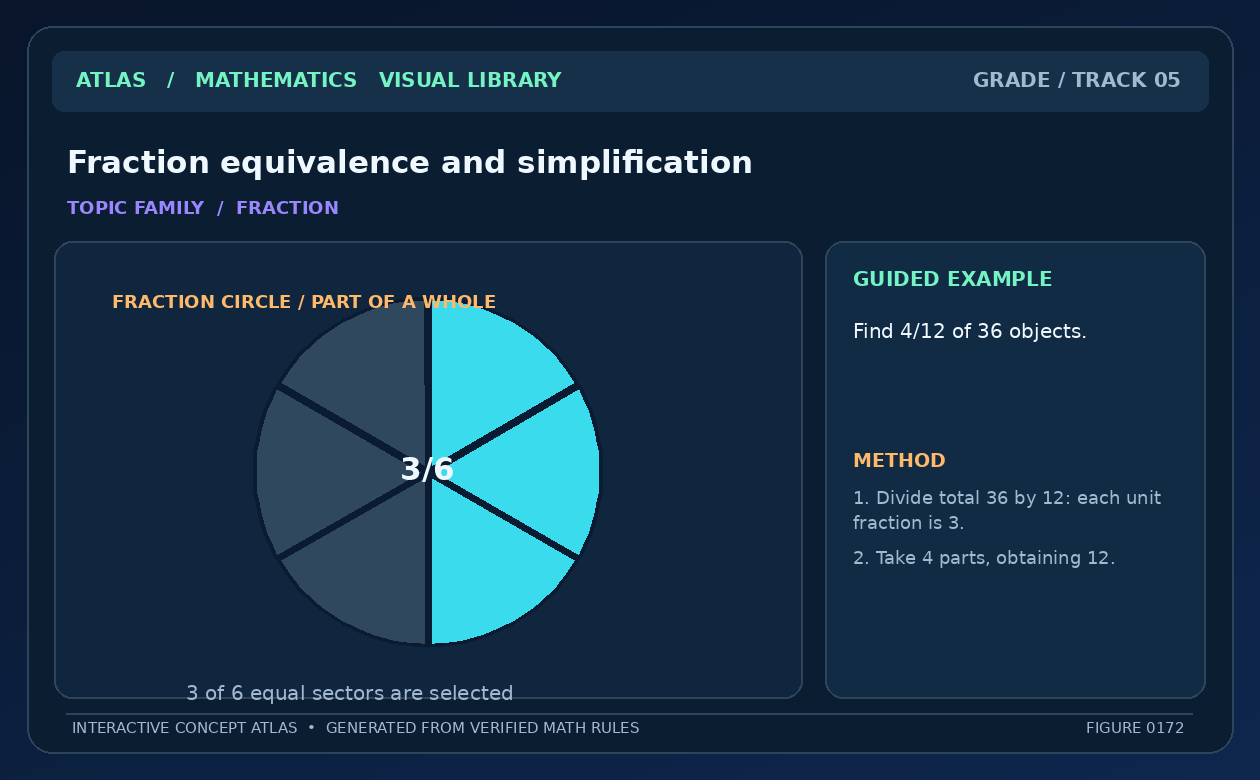 ATLAS / MATHEMATICS VISUAL LIBRARY
GRADE / TRACK 05
Fraction equivalence and simplification
TOPIC FAMILY / FRACTION
FRACTION CIRCLE / PART OF A WHOLE
3/6
3 of 6 equal sectors are selected
GUIDED EXAMPLE
Find 4/12 of 36 objects.
METHOD
1. Divide total 36 by 12: each unit
fraction is 3.
2. Take 4 parts, obtaining 12.
INTERACTIVE CONCEPT ATLAS • GENERATED FROM VERIFIED MATH RULES
FIGURE 0172